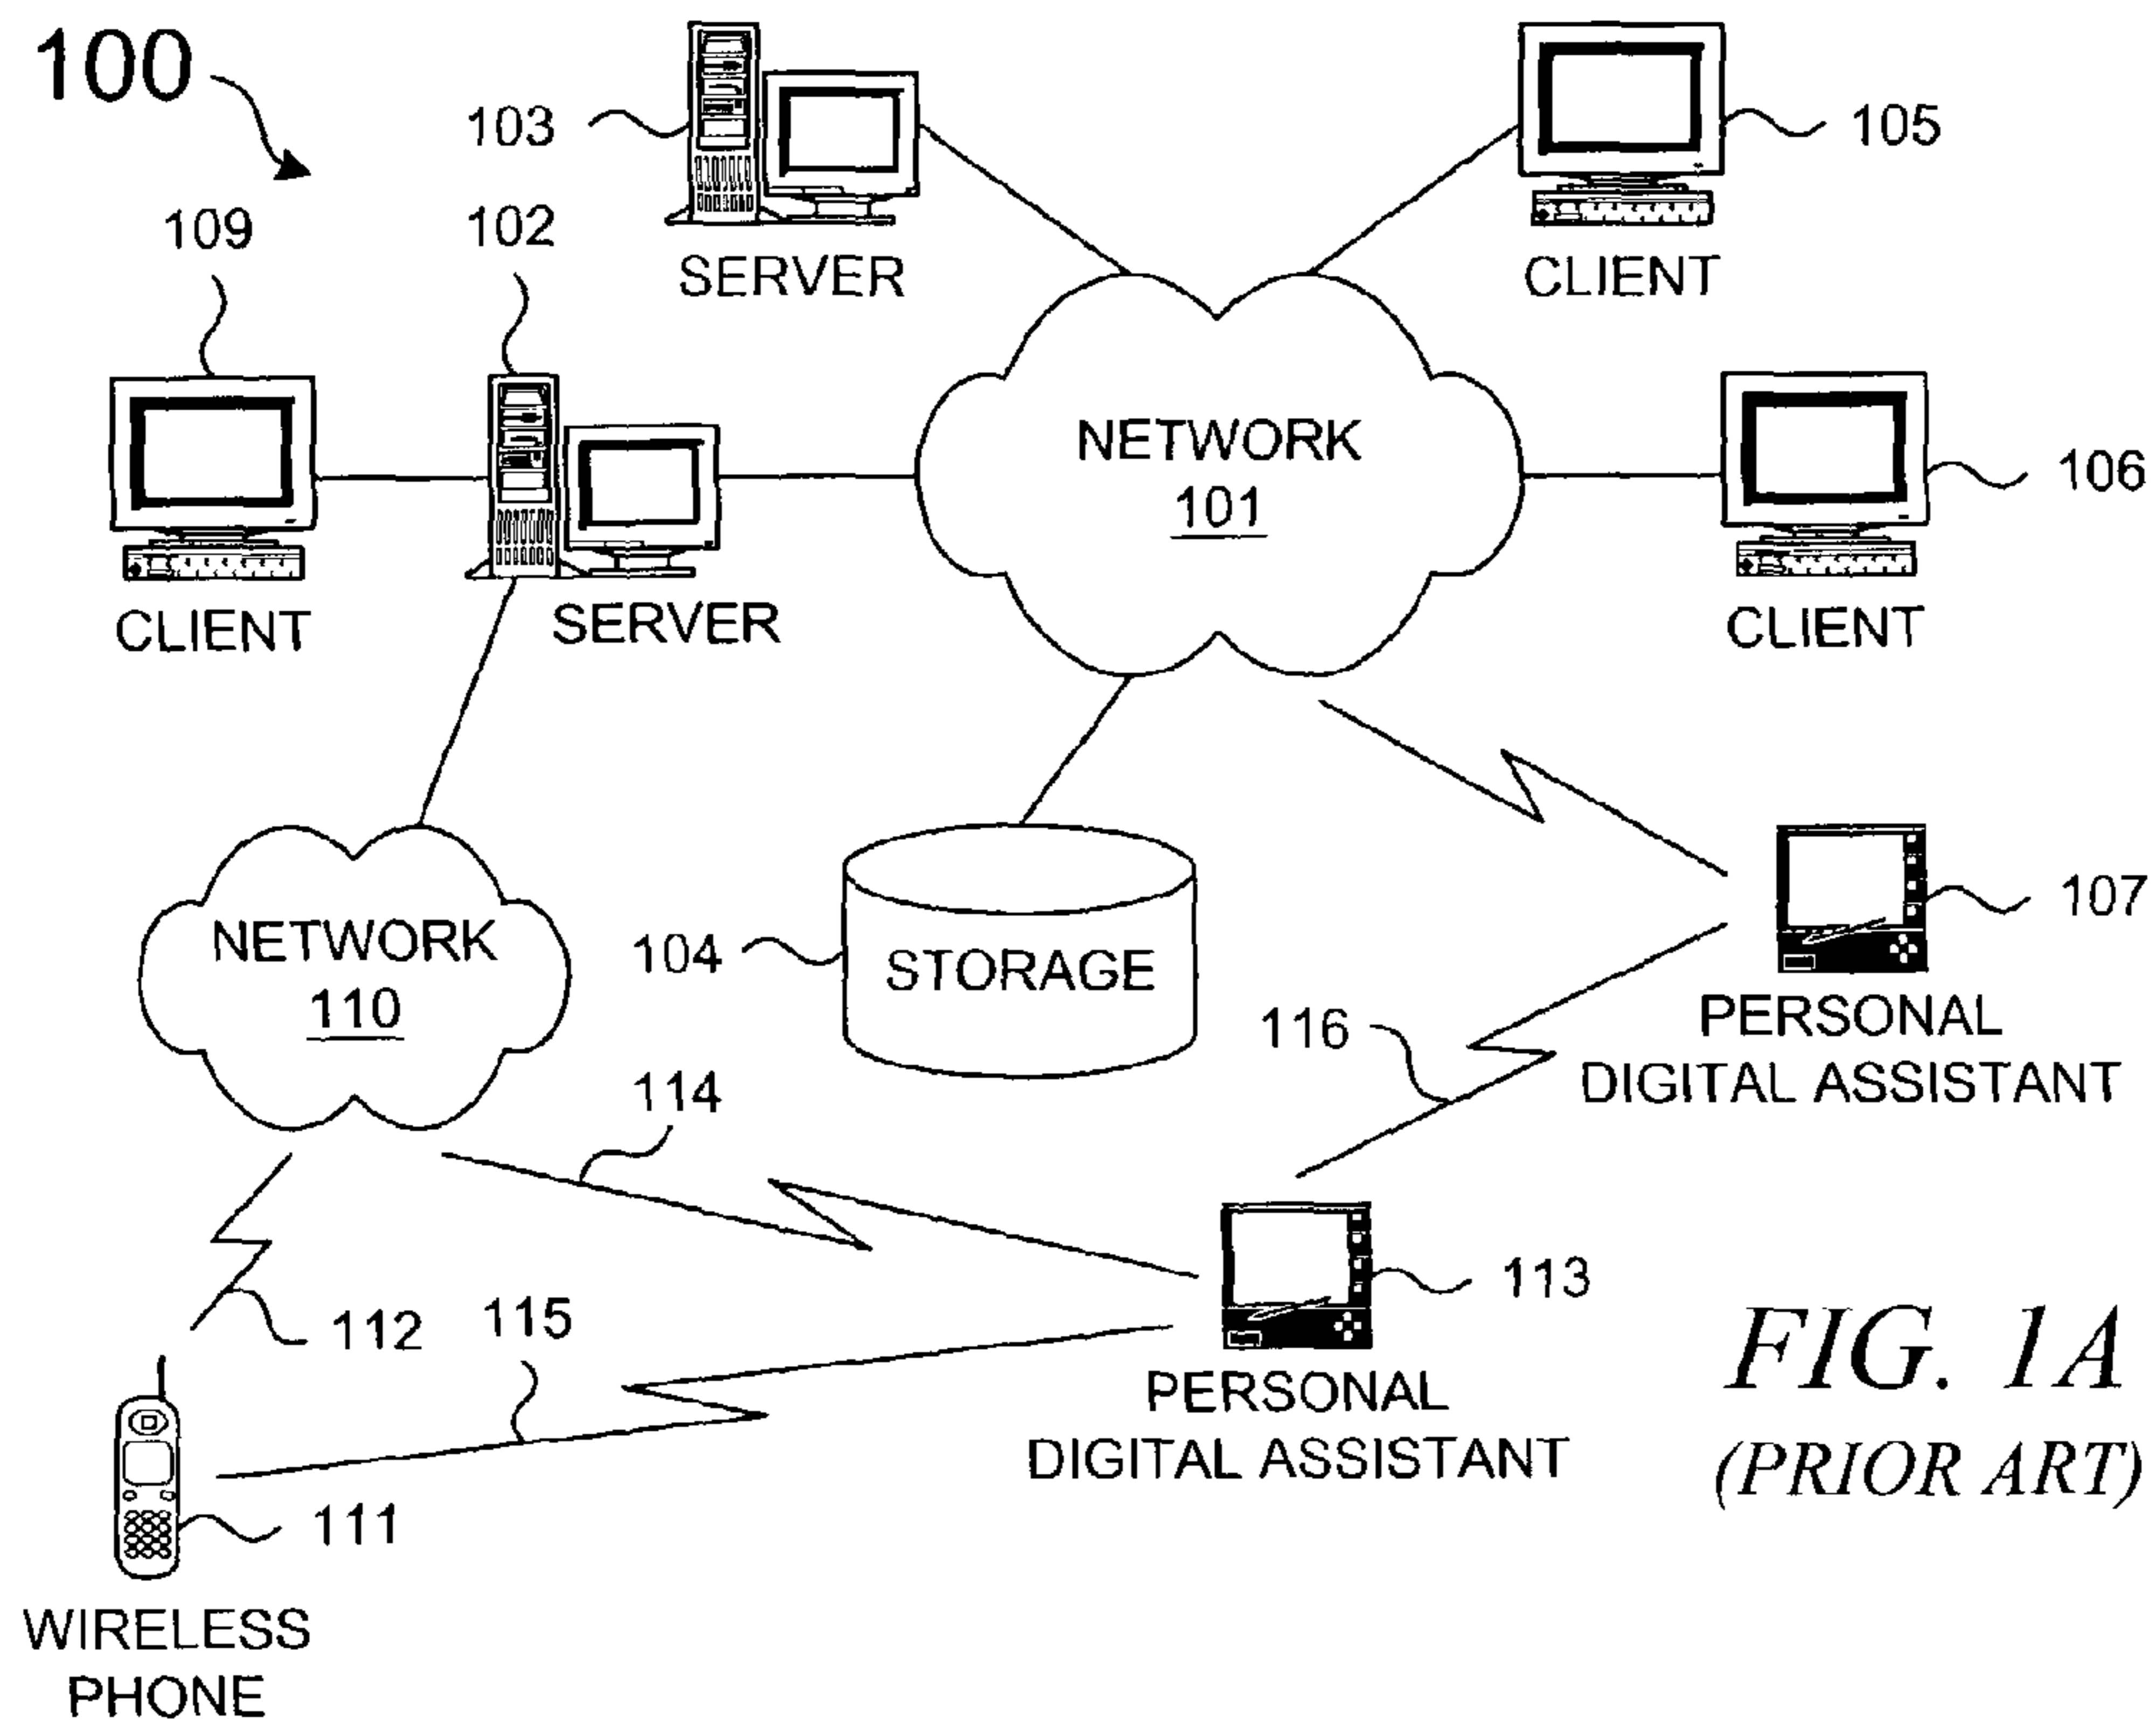 100
103
105
109
102
SERVER
CLIENT
NETWORK
101
106
CLIENT
SERVER
CLIENT
NETWORK
110
104
STORAGE
107
116
PERSONAL
DIGITAL ASSISTANT
114
113
112
115
PERSONAL
DIGITAL ASSISTANT
FIG. 1A
(PRIOR ART)
111
WIRELESS
PHONE